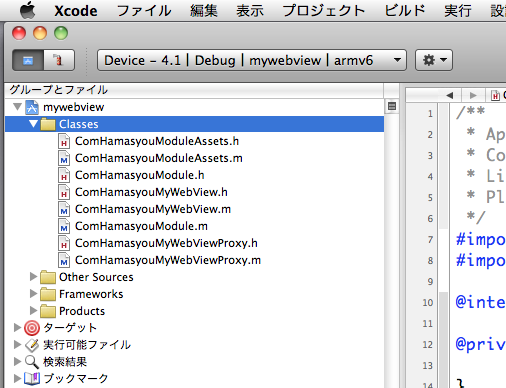 Xcode ファイル 編集 表示 プロジェクト ビルド 実行
Device - 4.1 | Debug | mywebview | armv6
グループとファイル
mywebview
Classes
ComHamasyouModuleAssets.h
ComHamasyouModuleAssets.m
ComHamasyouModule.h
ComHamasyouMyWebView.h
ComHamasyouMyWebView.m
ComHamasyouModule.m
ComHamasyouMyWebViewProxy.h
ComHamasyouMyWebViewProxy.m
Other Sources
Frameworks
Products
ターゲット
実行可能ファイル
検索結果
ブックマーク
1 /**
2 * Ap
3 * Co
4 * Li
5 * Pl
6 */
7 #impo
8 #impo
9
10 @inte
11
12 @priv
13
14 }